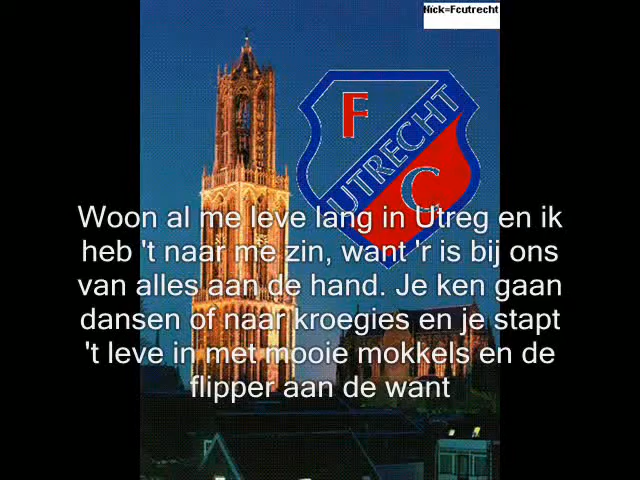 Nick=Fcutrecht
F
UTRECHT
C
Woon al me leve lang in Utreg en ik
heb 't naar me zin, want 'r is bij ons
van alles aan de hand. Je ken gaan
dansen of naar kroegies en je stapt
't leve in met mooie mokkels en de
flipper aan de want